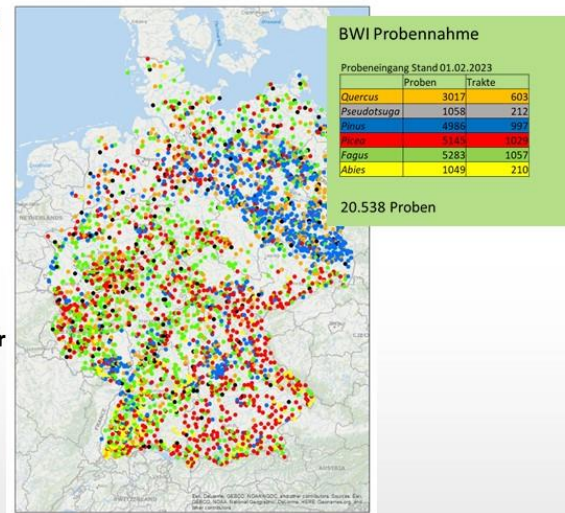 BWI Probennahme
Probeneingang Stand 01.02.2023
Proben Trakte
Quercus 3017 603
Pseudotsuga 1058 212
Pinus 4986 997
Picea 5145 1029
Fagus 5283 1057
Abies 1049 210
20.538 Proben
r